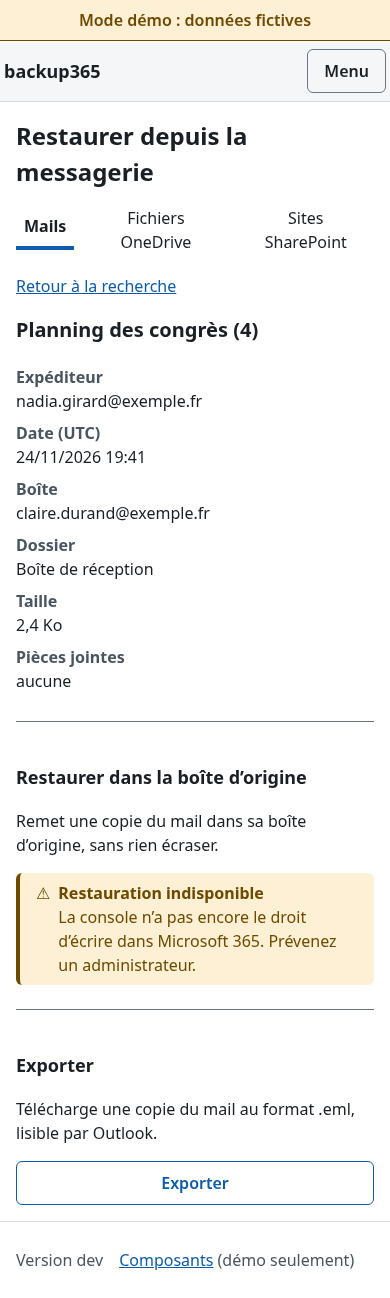 Mode démo : données fictives
backup365
Menu
Restaurer depuis la
messagerie
Mails
Fichiers
OneDrive
Sites
SharePoint
Retour à la recherche
Planning des congrès (4)
Expéditeur
nadia.girard@exemple.fr
Date (UTC)
24/11/2026 19:41
Boîte
claire.durand@exemple.fr
Dossier
Boîte de réception
Taille
2,4 Ko
Pièces jointes
aucune
Restaurer dans la boîte d’origine
Remet une copie du mail dans sa boîte
d’origine, sans rien écraser.
⚠ Restauration indisponible
La console n’a pas encore le droit
d’écrire dans Microsoft 365. Prévenez
un administrateur.
Exporter
Télécharge une copie du mail au format .eml,
lisible par Outlook.
Exporter
Version dev Composants (démo seulement)